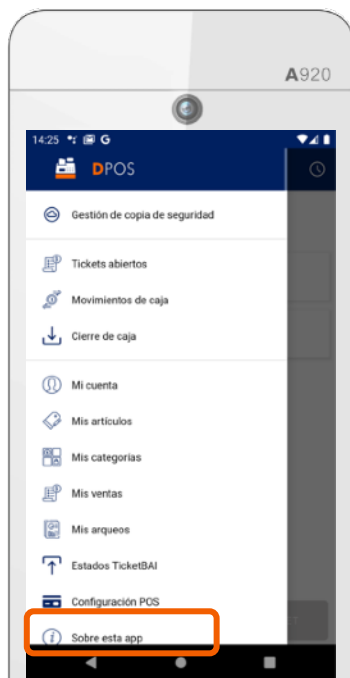 A920
14:25
DPOS
Gestión de copia de seguridad
Tickets abiertos
Movimientos de caja
Cierre de caja
Mi cuenta
Mis artículos
Mis categorías
Mis ventas
Mis arqueos
Estados TicketBAI
Configuración POS
Sobre esta app